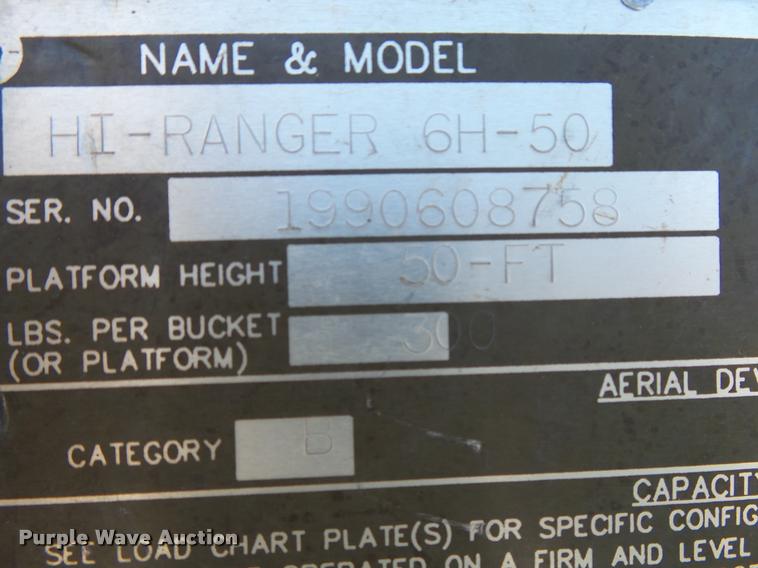 NAME & MODEL
HI-RANGER 6H-50
SER. NO. 1990608758
PLATFORM HEIGHT 50-FT
LBS. PER BUCKET
(OR PLATFORM) 300
AERIAL DEV
CATEGORY B
CAPACITY
SEE LOAD CHART PLATE(S) FOR SPECIFIC CONFIG
OPERATED ON A FIRM AND LEVEL
Purple Wave Auction